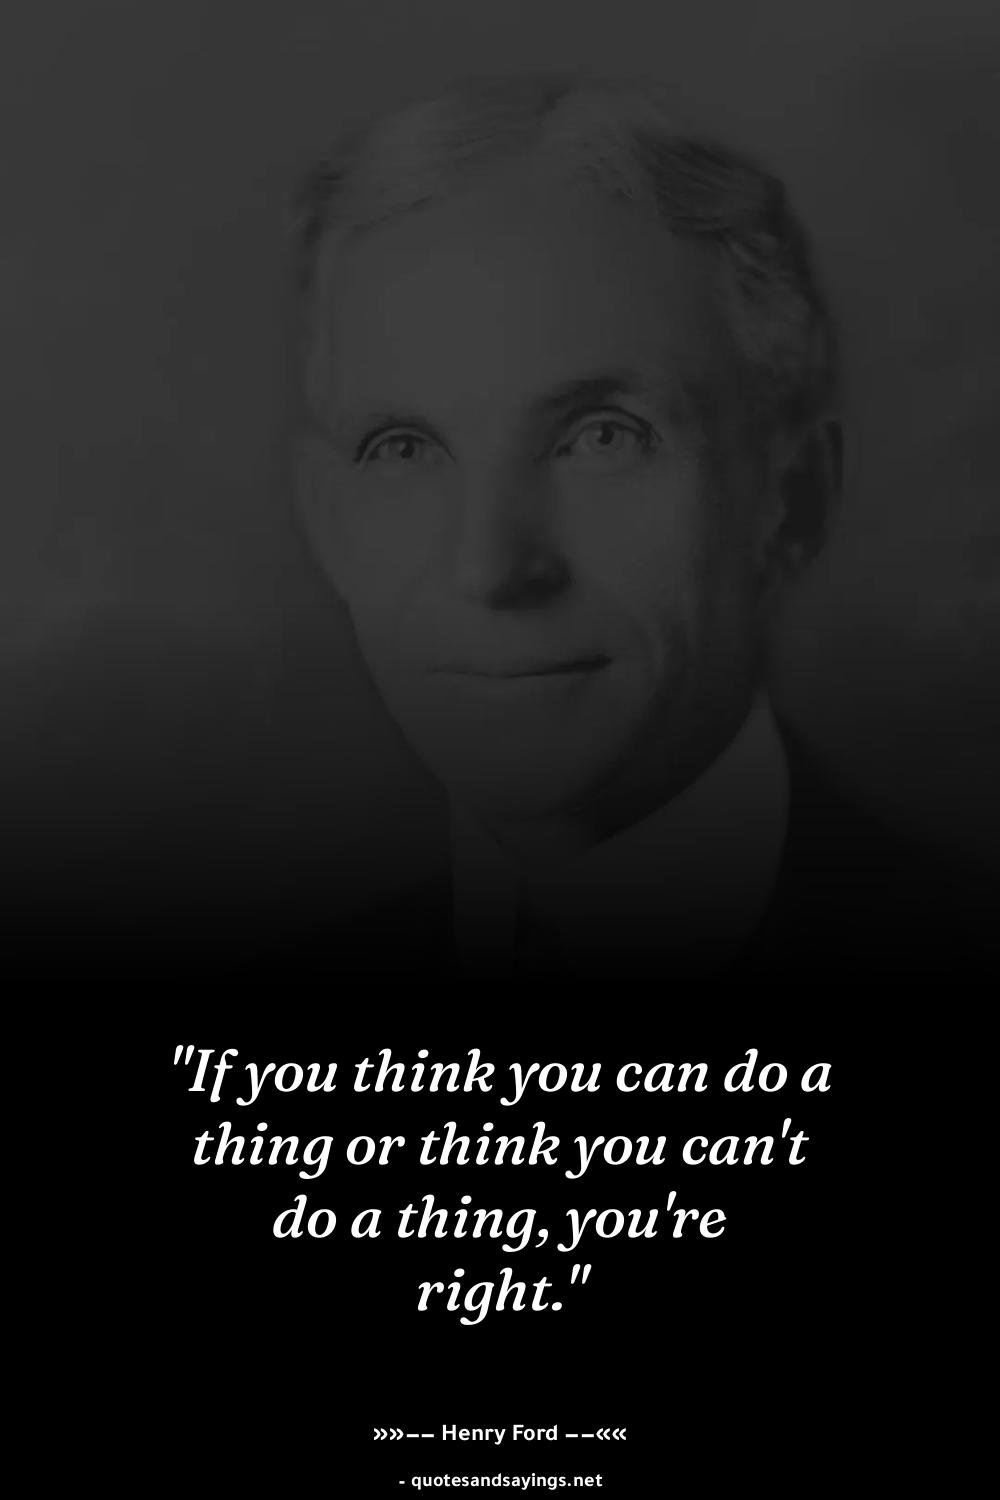 "If you think you can do a
thing or think you can't
do a thing, you're
right."
»»–– Henry Ford ––««
- quotesandsayings.net